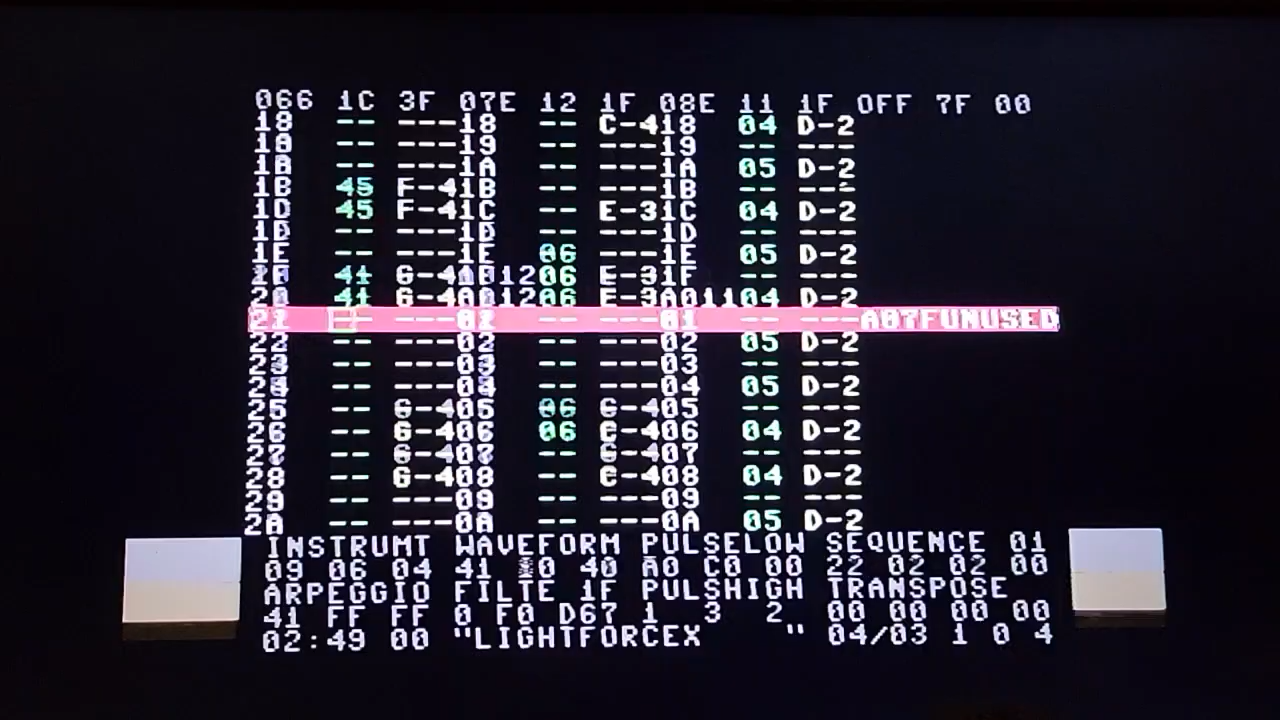 066 1C 3F 07E 12 1F 08E 11 1F OFF 7F 00
18 -- ---18 -- C-418 04 D-2
19 -- ---19 -- ---19 -- ---
1A -- ---1A -- ---1A 05 D-2
1B 45 F-41B -- ---1B -- ---
1D 45 F-41C -- E-31C 04 D-2
1D -- ---1D -- ---1D -- ---
1E -- ---1E 06 ---1E 05 D-2
41 G-4 1206 E-31F -- ---
20 41 G-4A01206 E-3A01104 D-2
21 -- ---01 -- ---01 -- ---A07FUNUSED
22 -- ---02 -- ---02 05 D-2
23 -- ---03 -- ---03 -- ---
24 -- ---04 -- ---04 05 D-2
25 -- G-405 06 -405 -- ---
26 -- G-406 06 C-406 04 D-2
27 -- G-407 -- -407 -- ---
28 -- G-408 -- C-408 04 D-2
29 -- ---09 -- ---09 -- ---
2A -- ---0A -- ---0A 05 D-2
INSTRUMT WAVEFORM PULSELOW SEQUENCE 01
09 06 04 41 40 A0 C0 00 22 02 02 00
ARPEGGIO FILTE 1F PULSHIGH TRANSPOSE
41 FF FF 0 F0 D67 1 3 2 00 00 00 00
02:49 00 "LIGHTFORCEX " 04/03 1 0 4